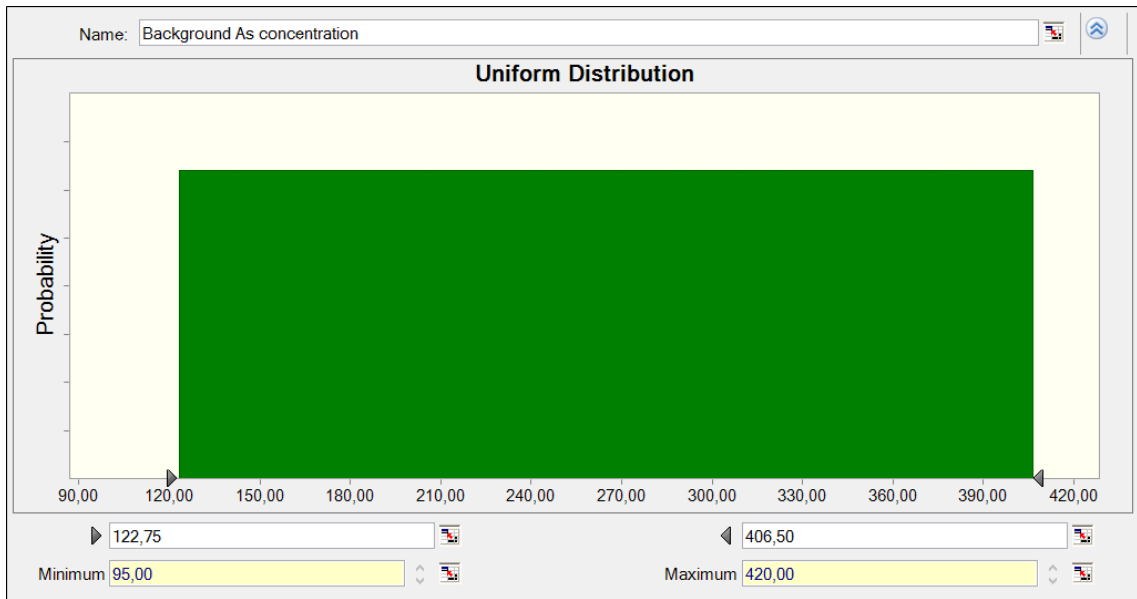 Name: Background As concentration
Uniform Distribution
Probability
90,00 120,00 150,00 180,00 210,00 240,00 270,00 300,00 330,00 360,00 390,00 420,00
122,75 406,50
Minimum 95,00 Maximum 420,00